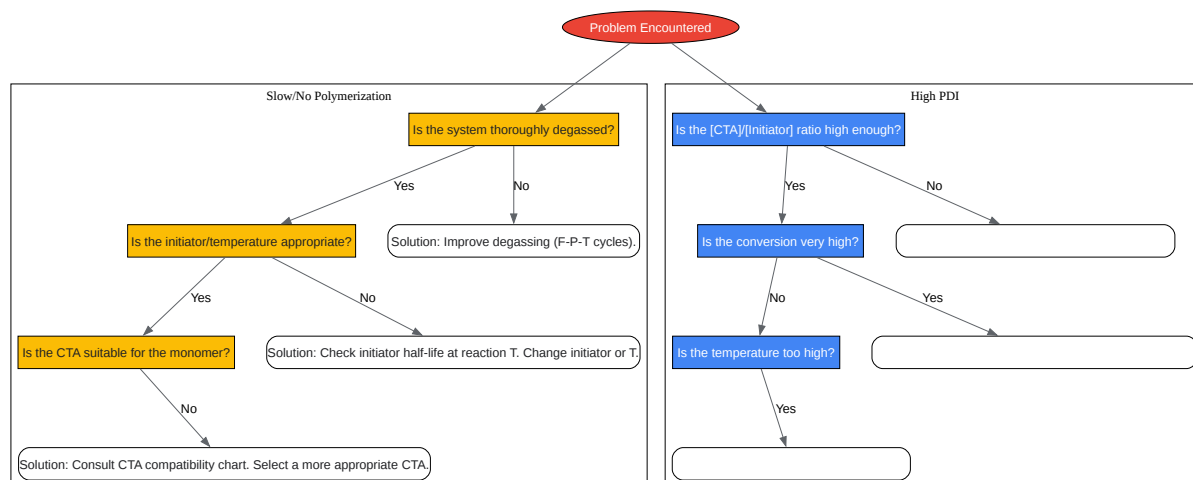 Problem Encountered
Slow/No Polymerization
High PDI
Is the system thoroughly degassed?
Is the [CTA]/[Initiator] ratio high enough?
Yes
No
Yes
No
Is the initiator/temperature appropriate?
Solution: Improve degassing (F-P-T cycles).
Is the conversion very high?
Yes
No
No
Yes
Is the CTA suitable for the monomer?
Solution: Check initiator half-life at reaction T. Change initiator or T.
Is the temperature too high?
No
Yes
Solution: Consult CTA compatibility chart. Select a more appropriate CTA.